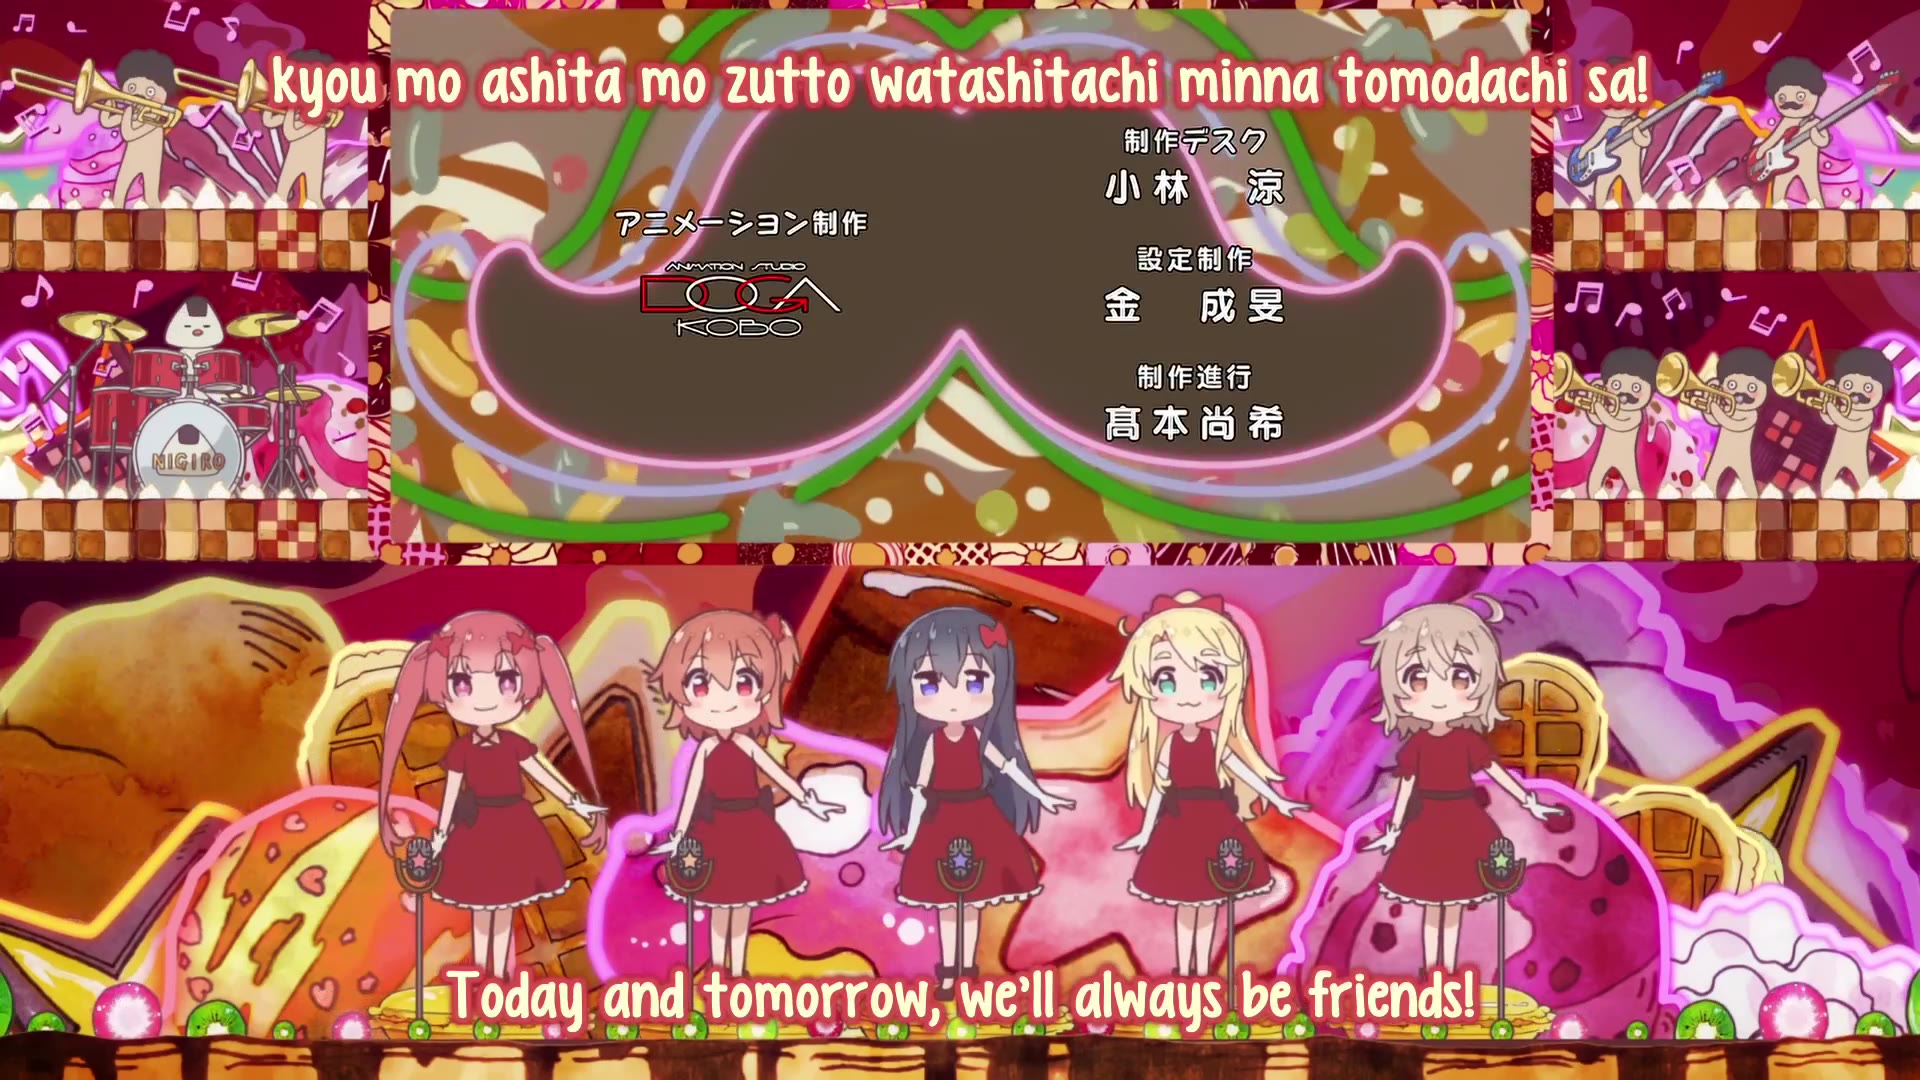 kyou mo ashita mo zutto watashitachi minna tomodachi sa!
アニメーション制作
ANIMATION STUDIO
DOGA
KOBO
制作デスク
小林 涼
設定制作
金 成旻
制作進行
髙本尚希
NIGIRO
Today and tomorrow, we'll always be friends!